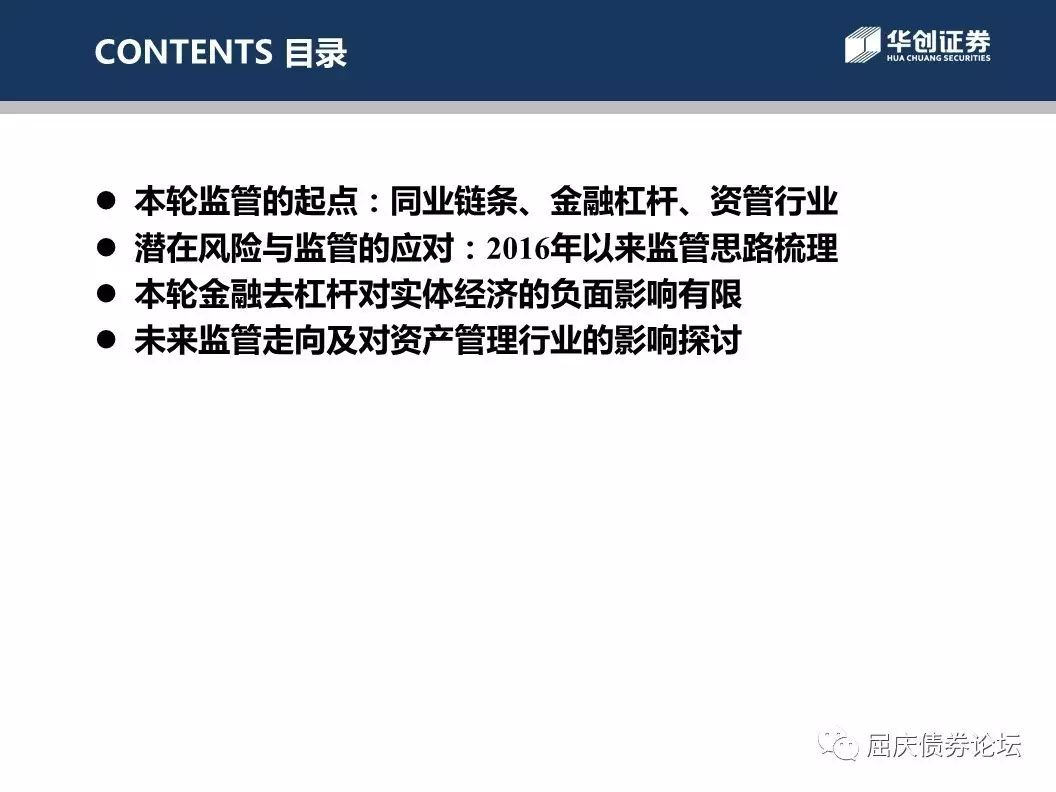 CONTENTS 目录
华创证券
HUA CHUANG SECURITIES
本轮监管的起点：同业链条、金融杠杆、资管行业
潜在风险与监管的应对：2016年以来监管思路梳理
本轮金融去杠杆对实体经济的负面影响有限
未来监管走向及对资产管理行业的影响探讨
屈庆债券论坛